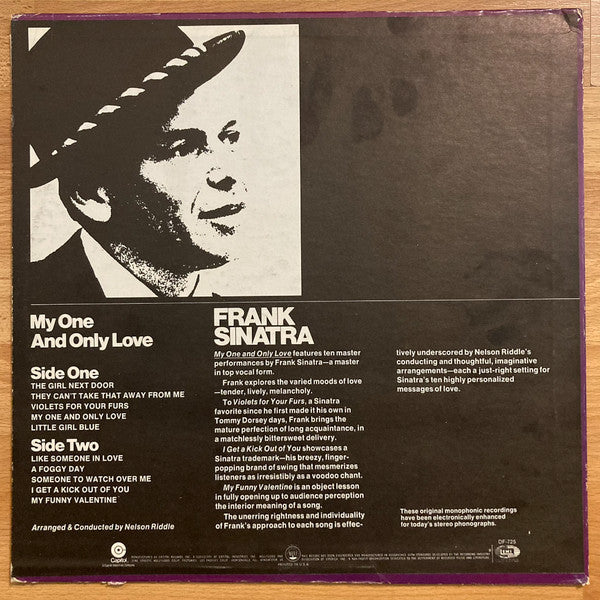 My One
And Only Love
Side One
THE GIRL NEXT DOOR
THEY CAN'T TAKE THAT AWAY FROM ME
VIOLETS FOR YOUR FURS
MY ONE AND ONLY LOVE
LITTLE GIRL BLUE
Side Two
LIKE SOMEONE IN LOVE
A FOGGY DAY
SOMEONE TO WATCH OVER ME
I GET A KICK OUT OF YOU
MY FUNNY VALENTINE
Arranged & Conducted by Nelson Riddle
FRANK
SINATRA
My One and Only Love features ten master
performances by Frank Sinatra—a master
in top vocal form.
Frank explores the varied moods of love
—tender, lively, melancholy.
To Violets for Your Furs, a Sinatra
favorite since he first made it his own in
Tommy Dorsey days, Frank brings the
mature perfection of long acquaintance, in
a matchlessly bittersweet delivery.
I Get a Kick Out of You showcases a
Sinatra trademark—his breezy, finger-
popping brand of swing that mesmerizes
listeners as irresistibly as a voodoo chant.
My Funny Valentine is an object lesson
in fully opening up to audience perception
the interior meaning of a song.
The unerring rightness and individuality
of Frank's approach to each song is effec-
lively underscored by Nelson Riddle's
conducting and thoughtful, imaginative
arrangements—each a just-right setting for
Sinatra's ten highly personalized
messages of love.
These original monophonic recordings
have been electronically enhanced
for today's stereo phonographs.
DF-725
Capitol
PRINTED IN U.S.A.